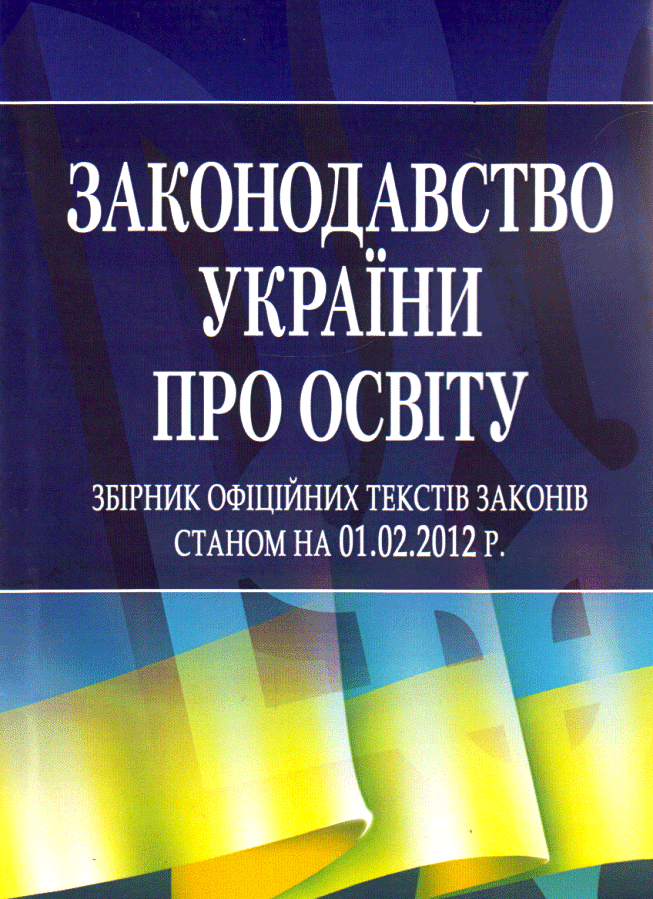 ЗАКОНОДАВСТВО
УКРАЇНИ
ПРО ОСВІТУ
ЗБІРНИК ОФІЦІЙНИХ ТЕКСТІВ ЗАКОНІВ
СТАНОМ НА 01.02.2012 Р.